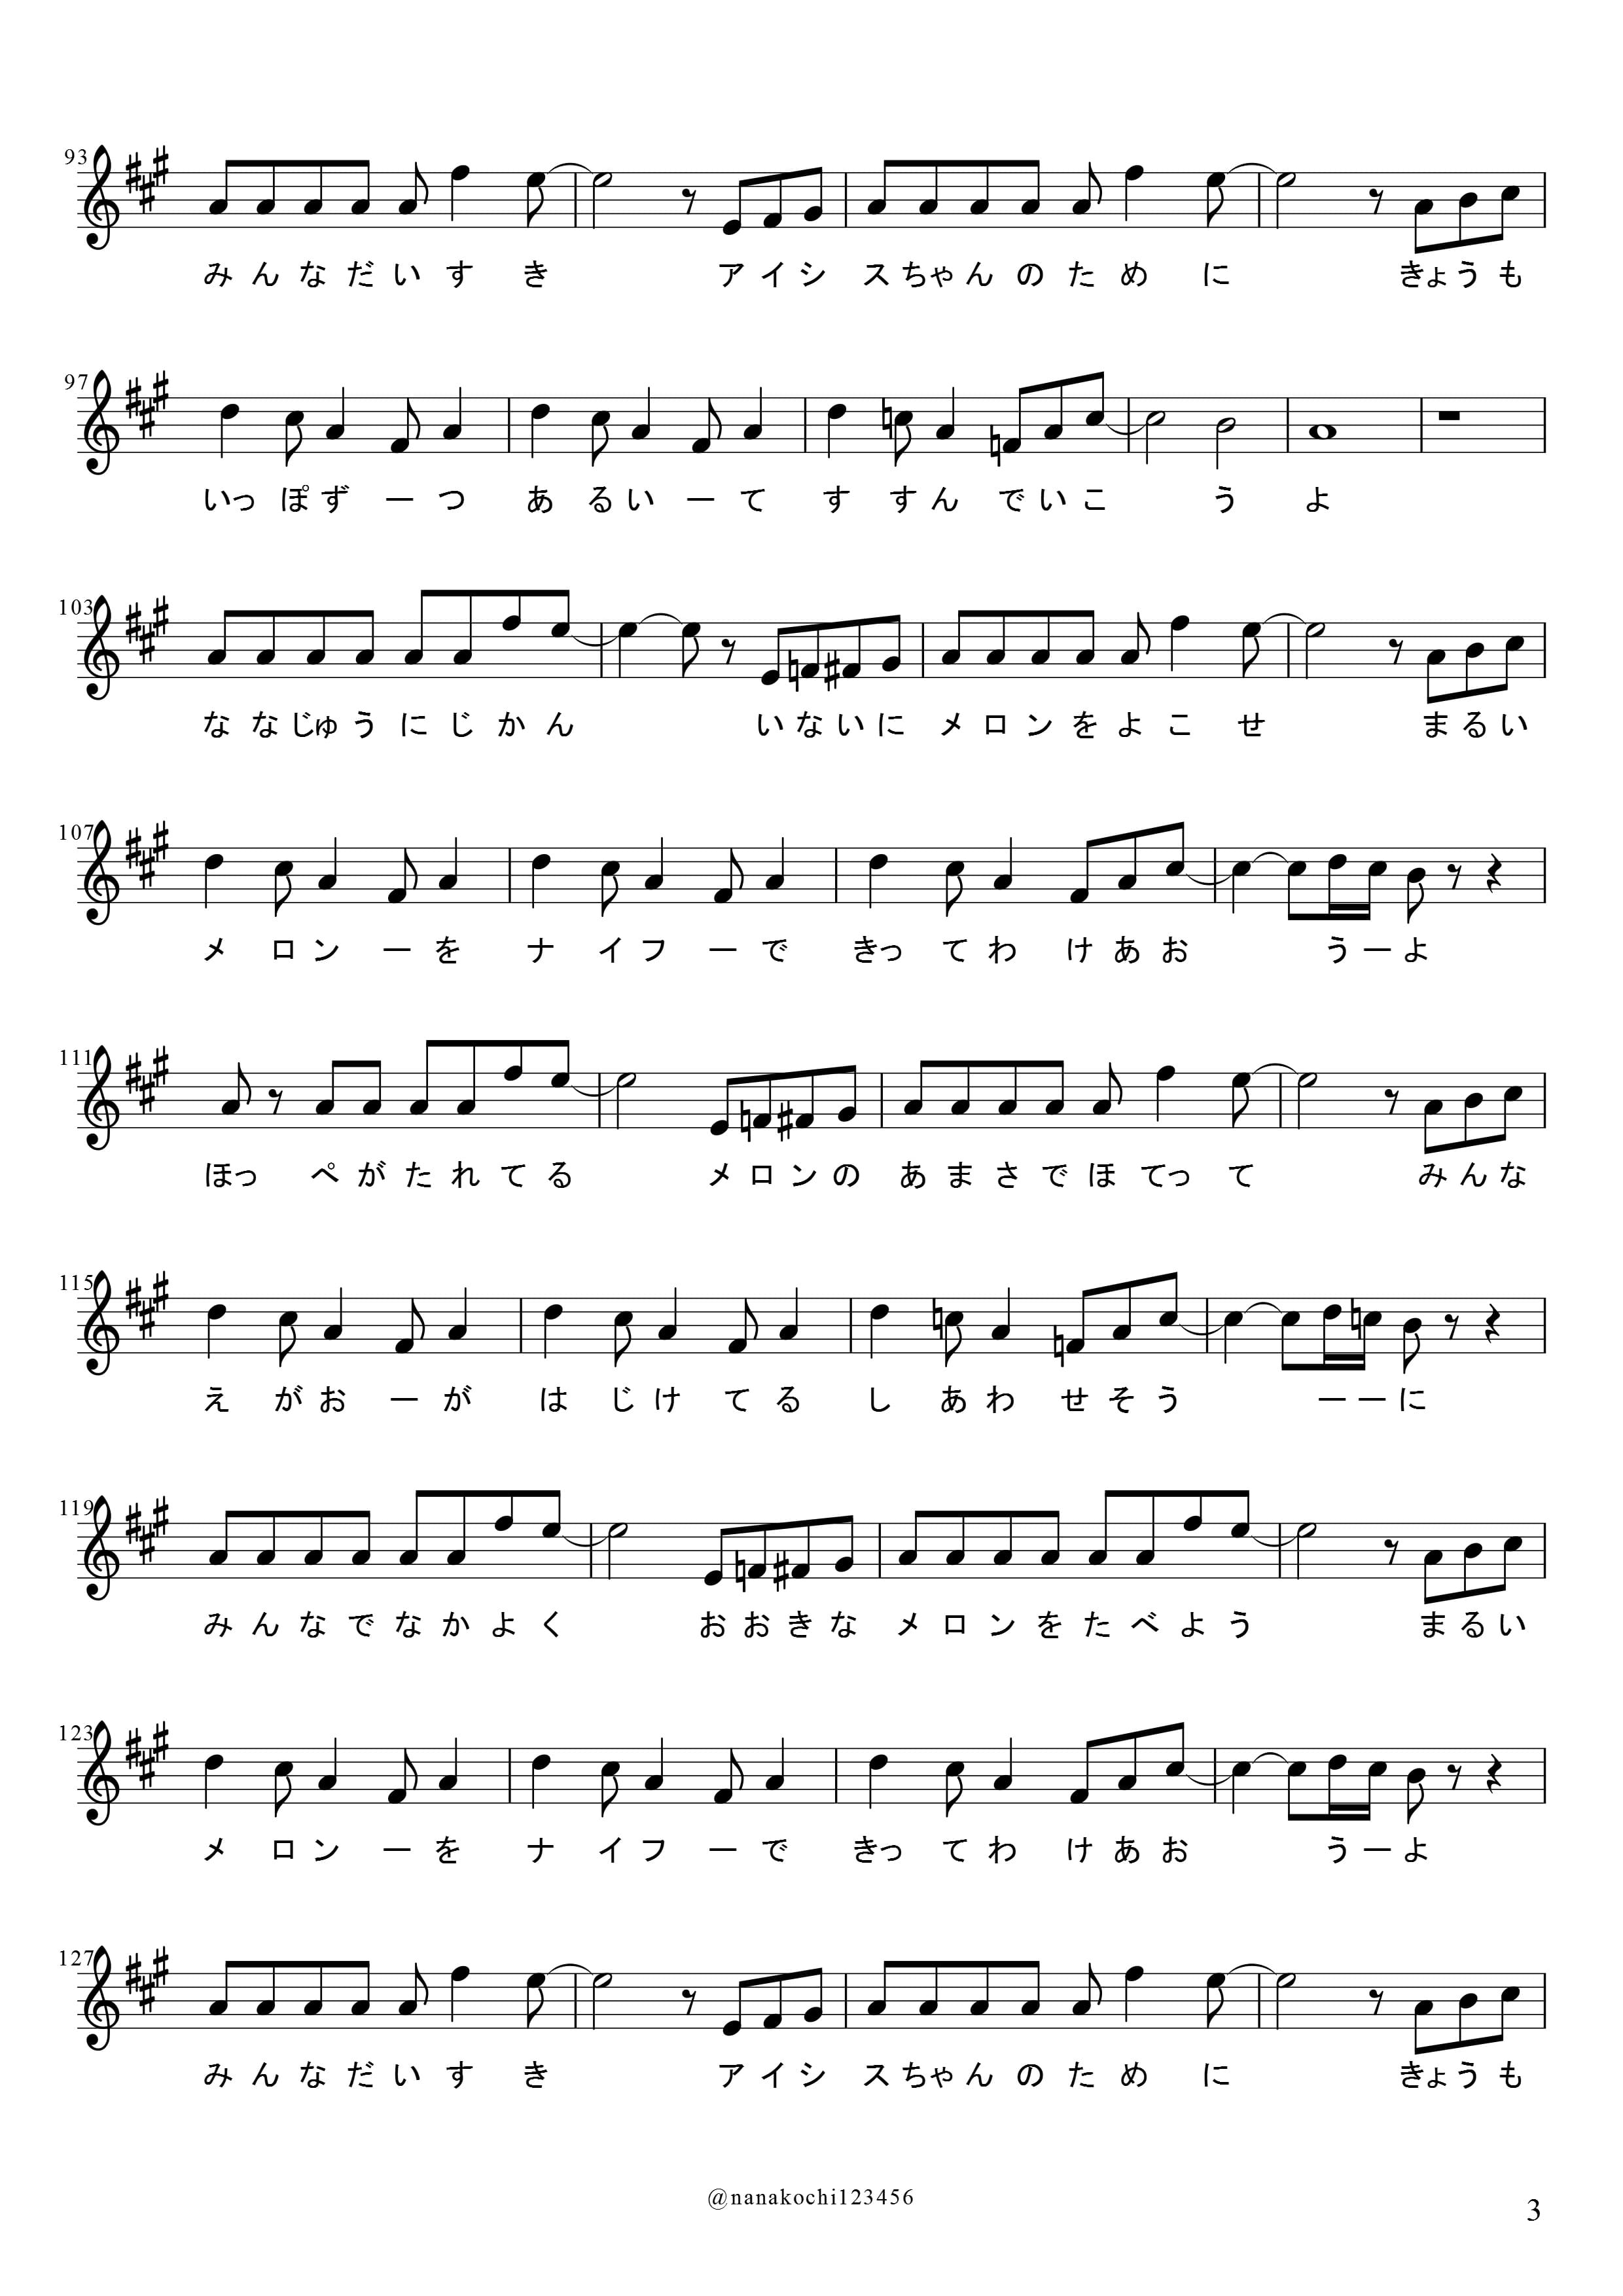 93
みんなだいすき アイシスちゃんのために きょうも
97
いっぽずーつ あるいーて すすんでいこうよ
103
ななじゅうにじかん いないにメロンをよこせ まるい
107
メロンーを ナイフーで きってわけあおうーよ
111
ほっぺがたれてる メロンのあまさでほてって みんな
115
えがおーが はじけてる しあわせそうーーに
119
みんなでなかよく おおきなメロンをたべよう まるい
123
メロンーを ナイフーで きってわけあおうーよ
127
みんなだいすき アイシスちゃんのために きょうも
@nanakochi123456
3